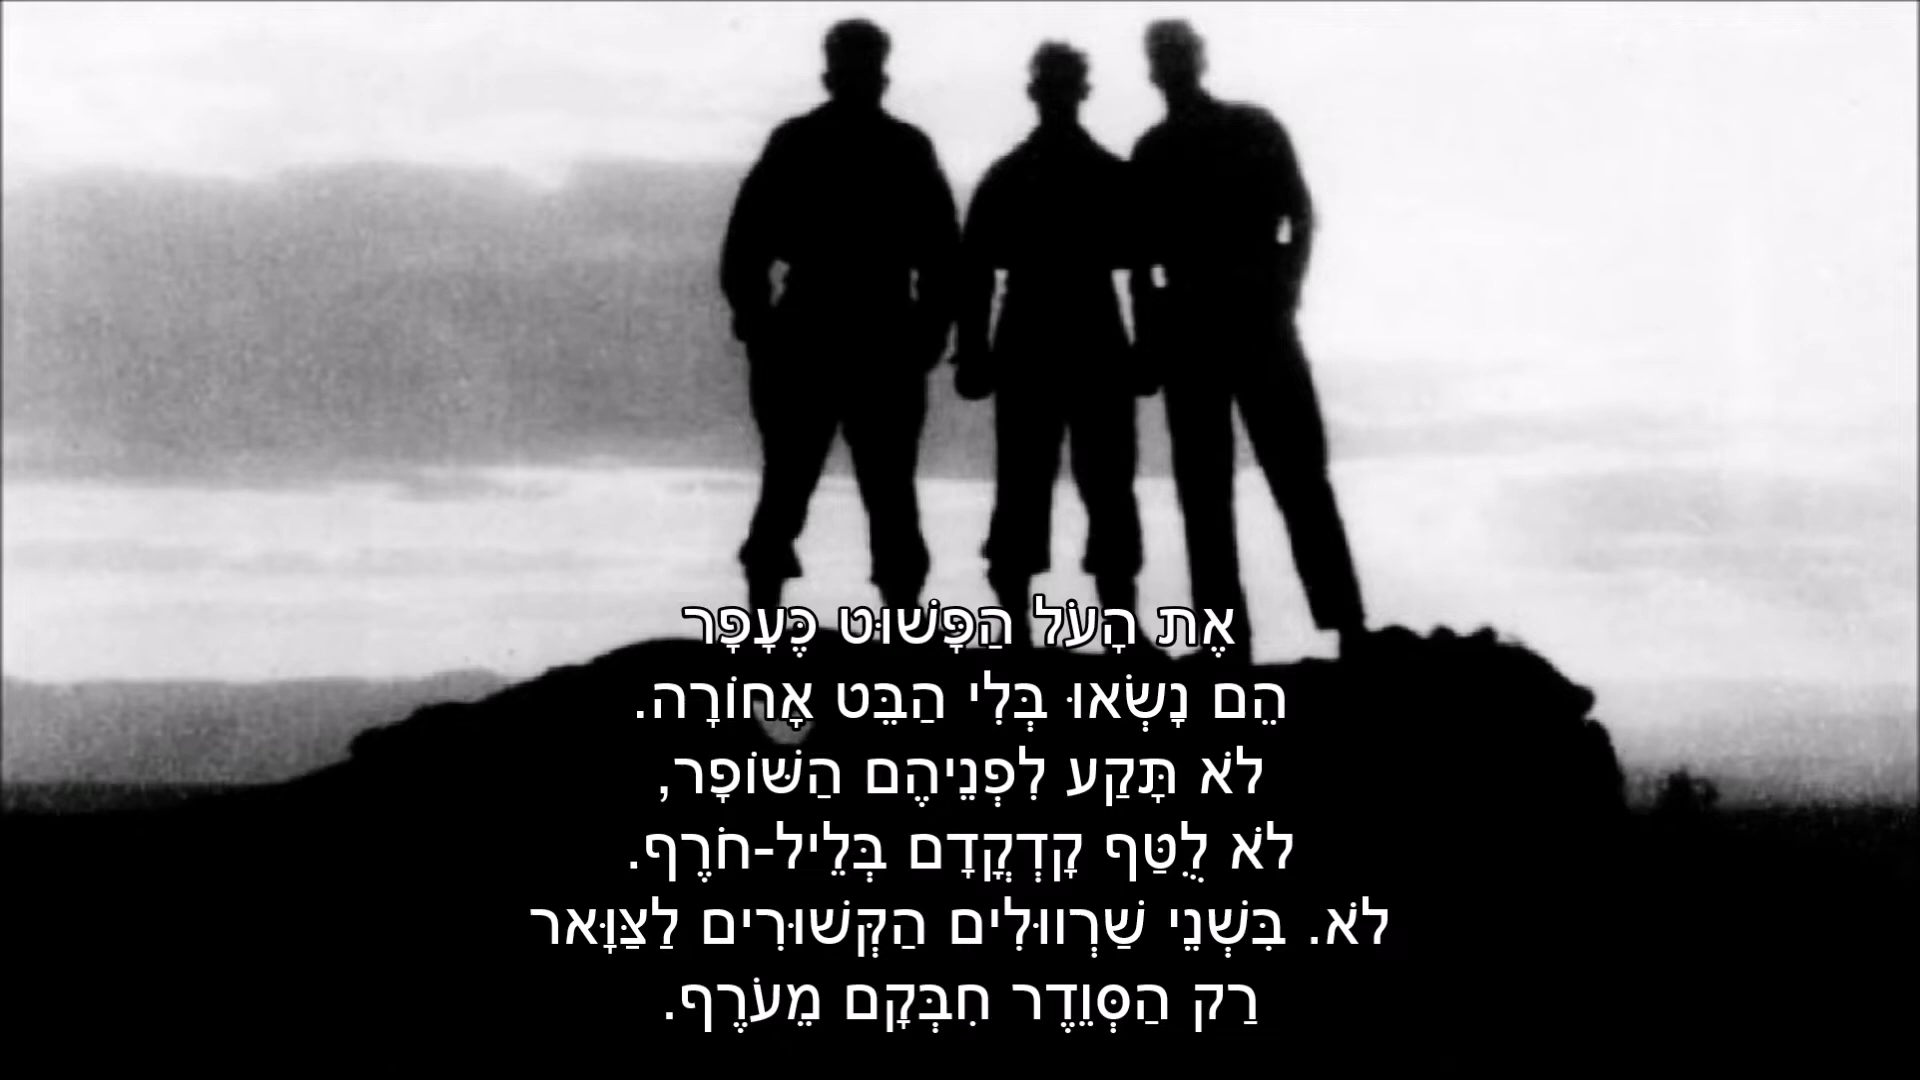 אֶת הָעֹל הַפָּשׁוּט כֶּעָפָר
הֵם נָשְׂאוּ בְּלִי הַבֵּט אָחוֹרָה.
לֹא תָּקַע לִפְנֵיהֶם הַשּׁוֹפָר,
לֹא לֻטַּף קָדְקֳדָם בְּלֵיל-חֹרֶף.
לֹא. בִּשְׁנֵי שַׁרְווּלִים הַקְּשׁוּרִים לַצַּוָּאר
רַק הַסְּוֵדֶר חִבְּקָם מֵעֹרֶף.